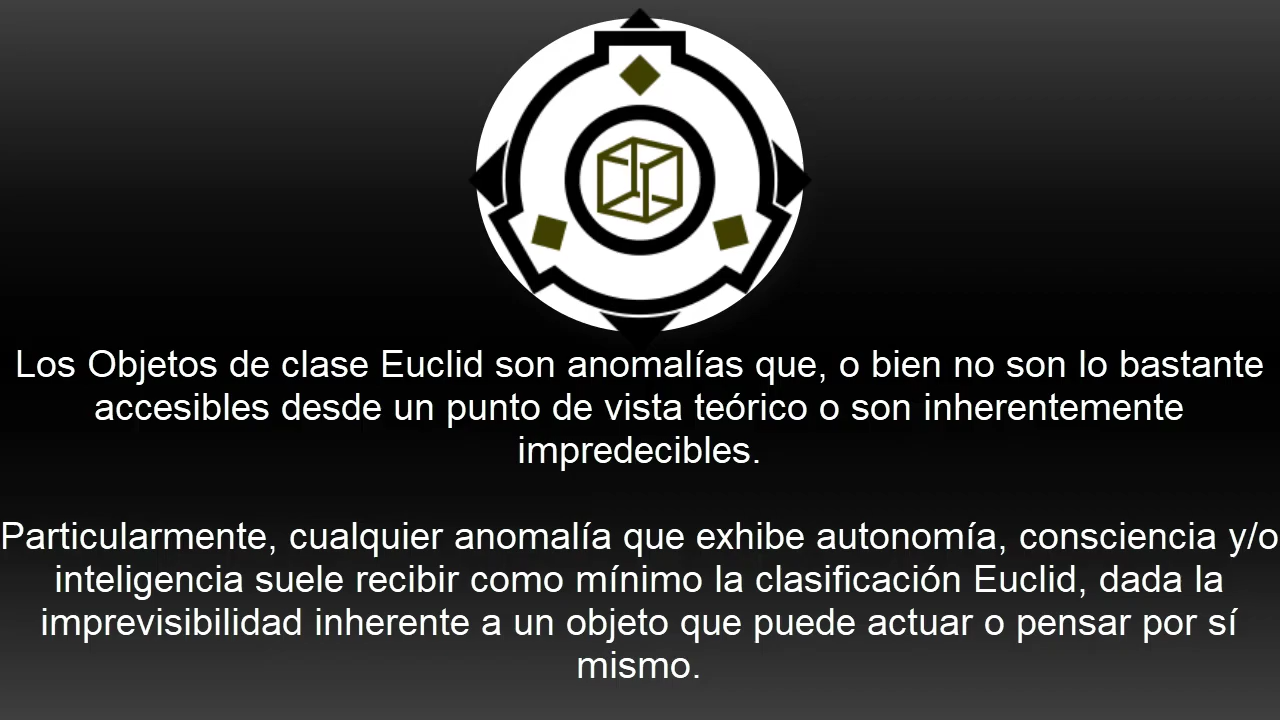 Los Objetos de clase Euclid son anomalías que, o bien no son lo bastante
accesibles desde un punto de vista teórico o son inherentemente
impredecibles.
Particularmente, cualquier anomalía que exhibe autonomía, consciencia y/o
inteligencia suele recibir como mínimo la clasificación Euclid, dada la
imprevisibilidad inherente a un objeto que puede actuar o pensar por sí
mismo.